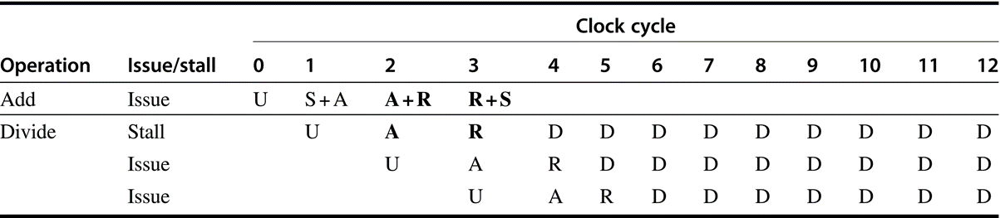 Clock cycle
Operation Issue/stall 0 1 2 3 4 5 6 7 8 9 10 11 12
Add Issue U S + A A + R R + S
Divide Stall U A R D D D D D D D D D
Issue U A R D D D D D D D D
Issue U A R D D D D D D D